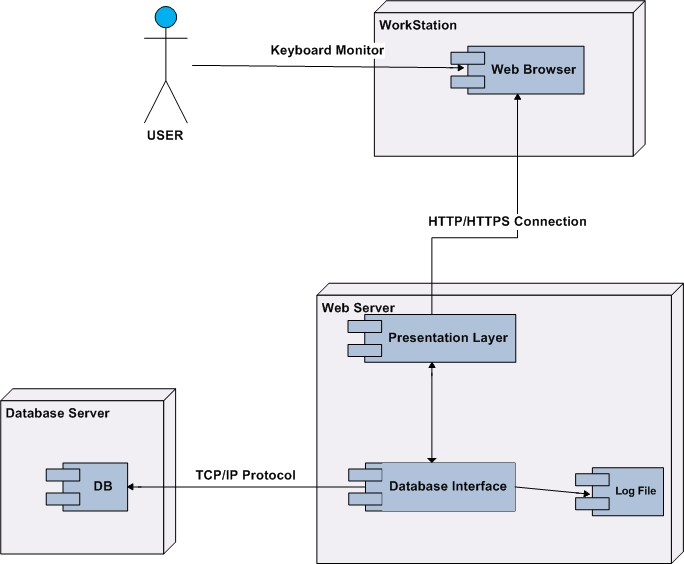 WorkStation
Keyboard Monitor
Web Browser
USER
HTTP/HTTPS Connection
Web Server
Presentation Layer
Database Server
TCP/IP Protocol
DB
Database Interface
Log File